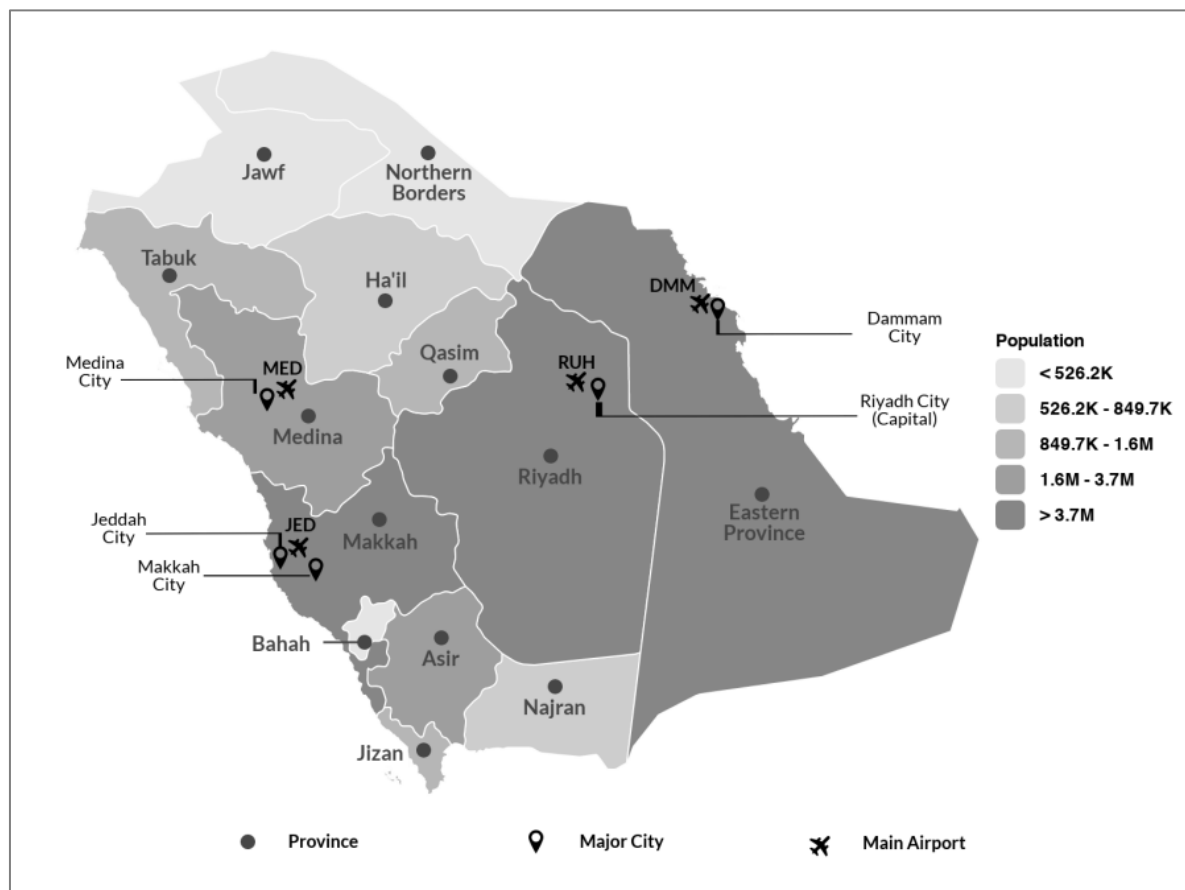 Jawf
Northern
Borders
Tabuk
Ha'il
DMM
Dammam
City
Qasim
RUH
Medina
City
MED
Riyadh City
(Capital)
Medina
Riyadh
Eastern
Province
Jeddah
City
JED
Makkah
Makkah
City
Bahah
Asir
Najran
Jizan
Population
< 526.2K
526.2K - 849.7K
849.7K - 1.6M
1.6M - 3.7M
> 3.7M
Province
Major City
Main Airport